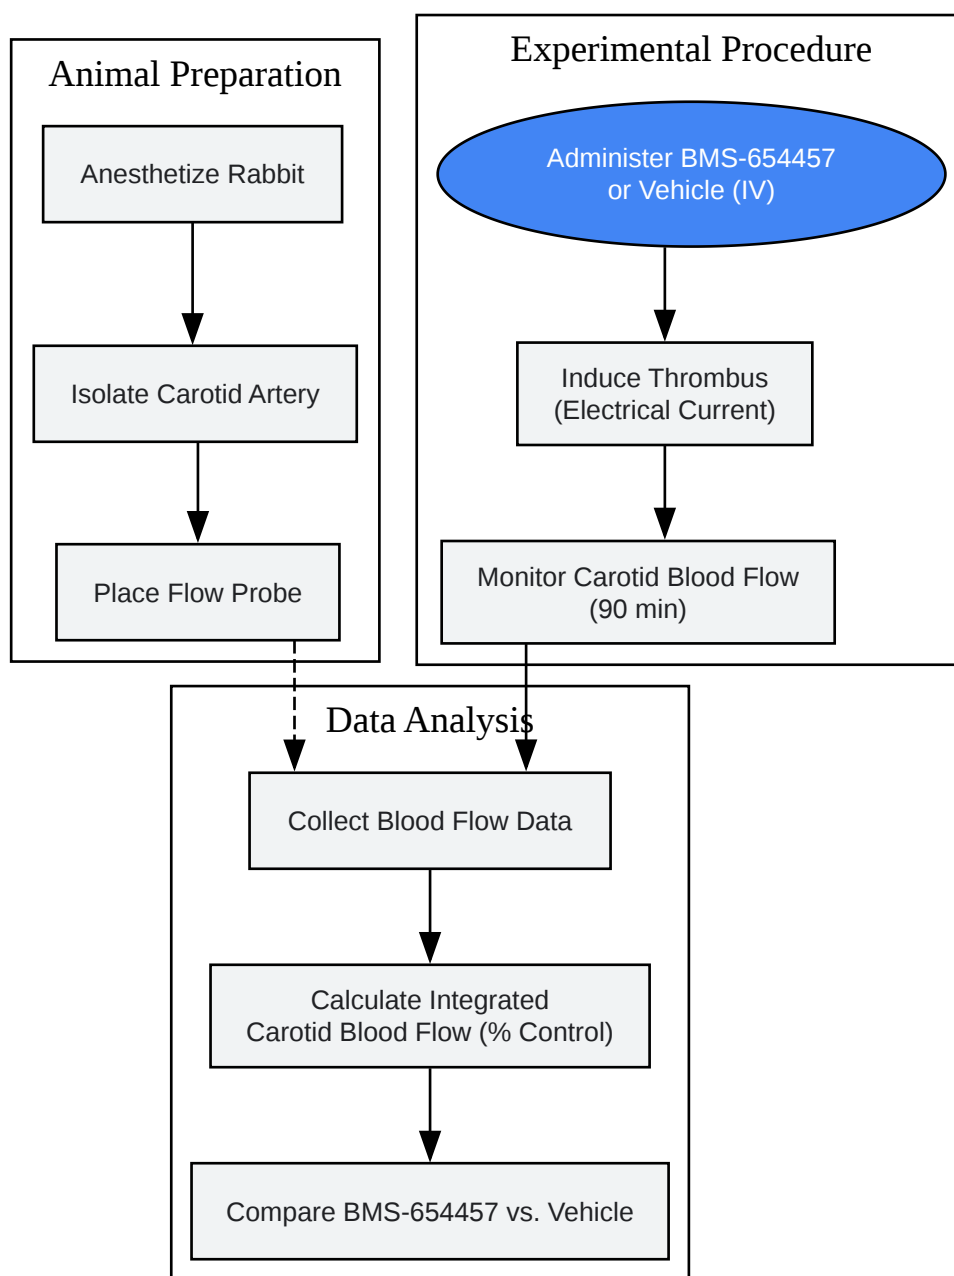 Animal Preparation
Anesthetize Rabbit
Isolate Carotid Artery
Place Flow Probe
Experimental Procedure
Administer BMS-654457
or Vehicle (IV)
Induce Thrombus
(Electrical Current)
Monitor Carotid Blood Flow
(90 min)
Data Analysis
Collect Blood Flow Data
Calculate Integrated
Carotid Blood Flow (% Control)
Compare BMS-654457 vs. Vehicle